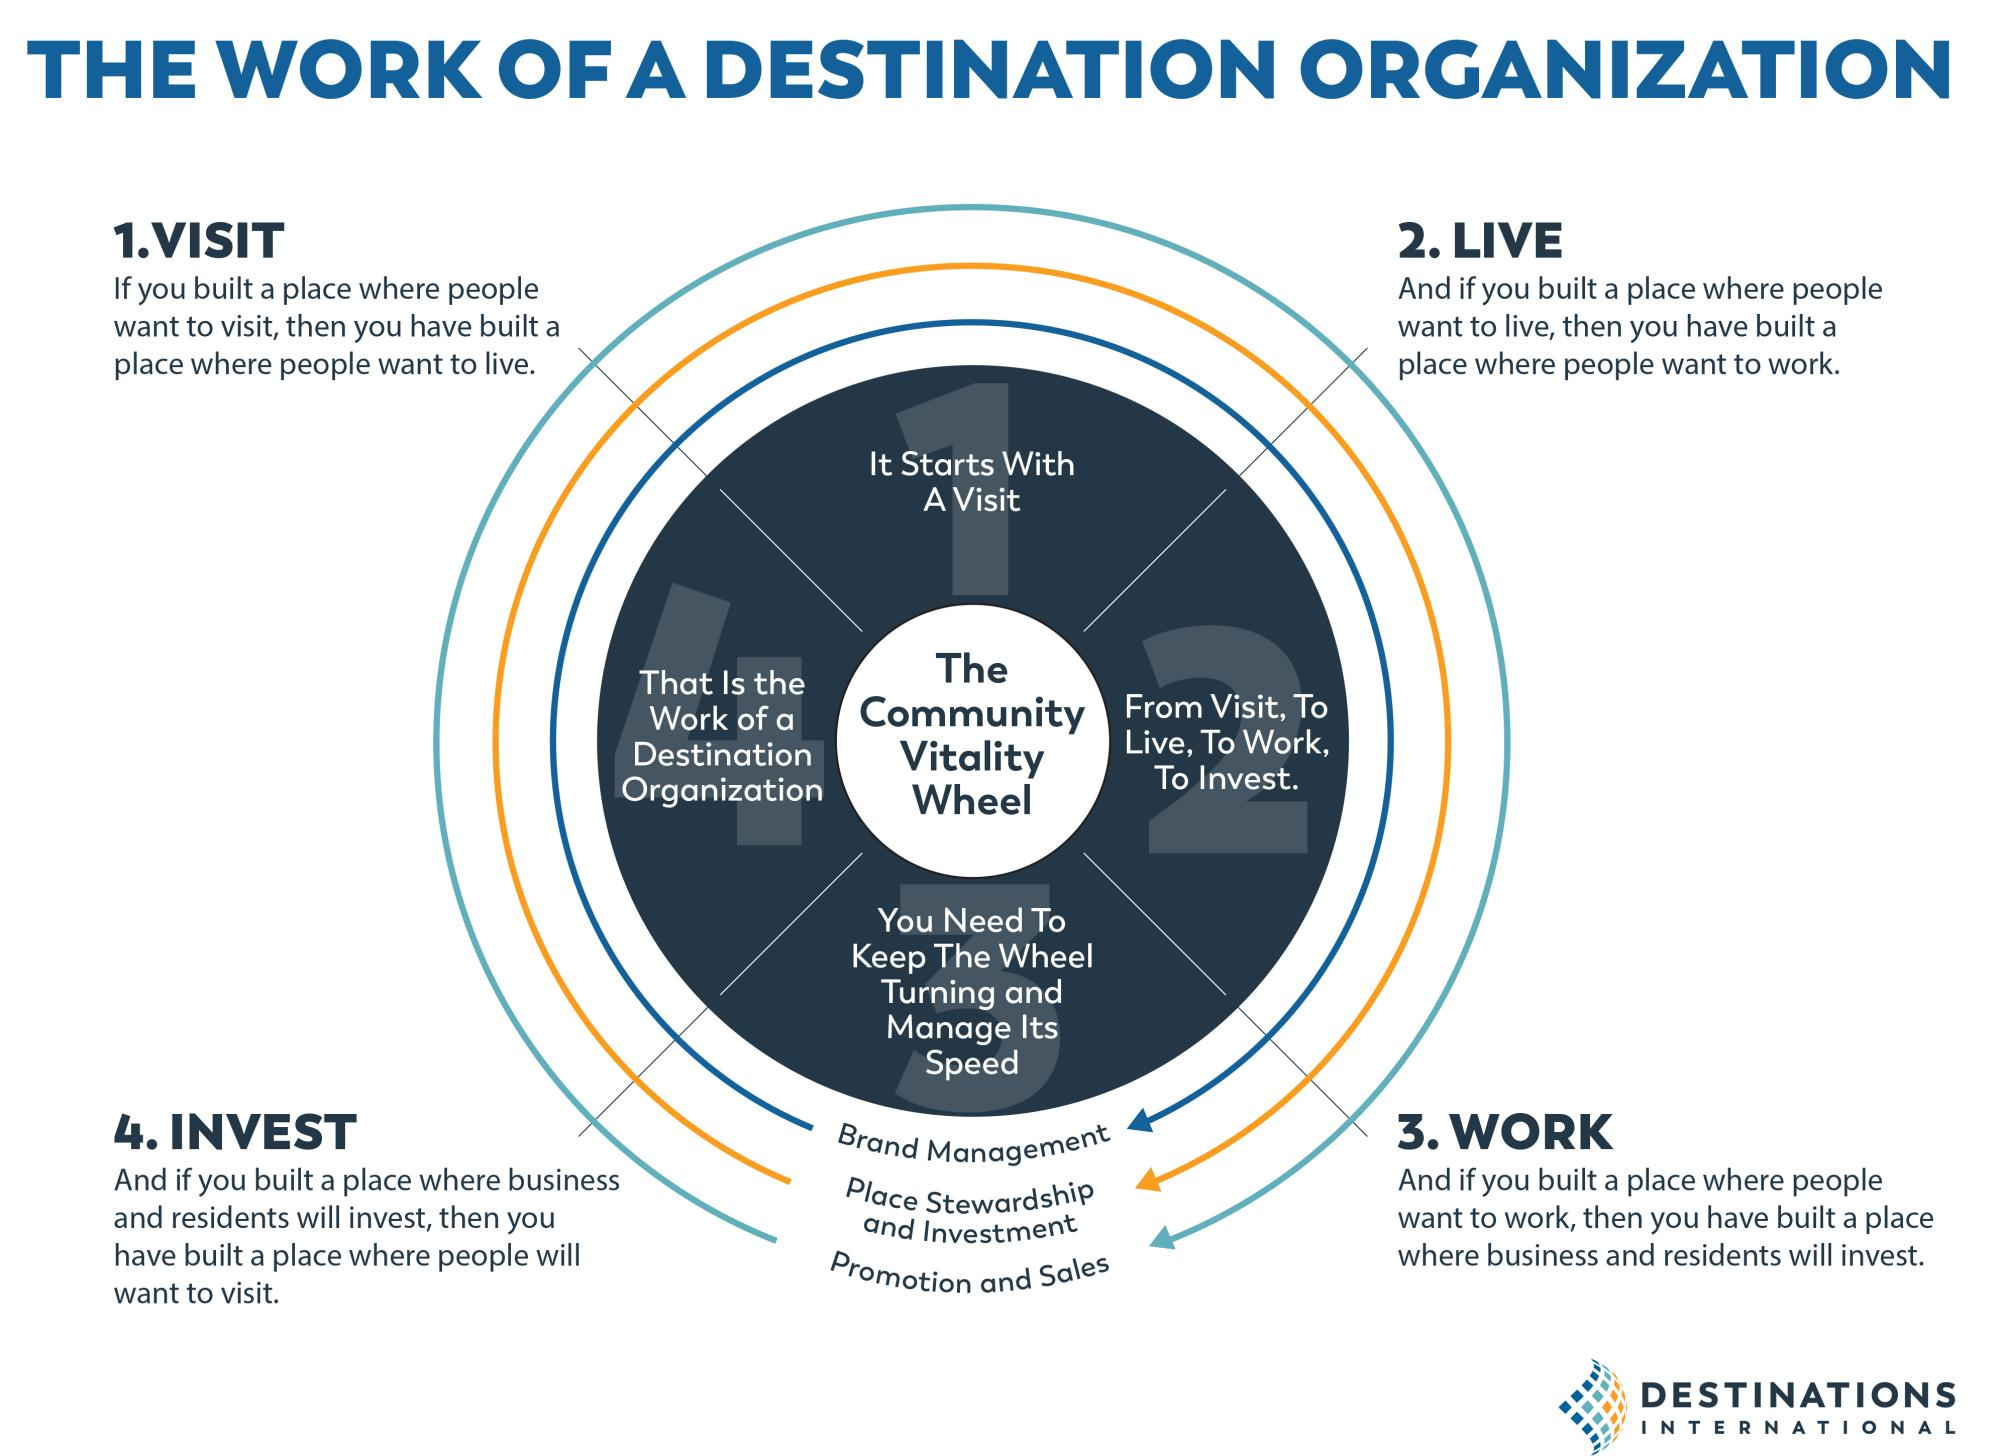 THE WORK OF A DESTINATION ORGANIZATION
1.VISIT
If you built a place where people
want to visit, then you have built a
place where people want to live.
2. LIVE
And if you built a place where people
want to live, then you have built a
place where people want to work.
1
It Starts With
A Visit
4
That Is the
Work of a
Destination
Organization
The
Community
Vitality
Wheel
2
From Visit, To
Live, To Work,
To Invest.
3
You Need To
Keep The Wheel
Turning and
Manage Its
Speed
Brand Management
Place Stewardship
and Investment
Promotion and Sales
4. INVEST
And if you built a place where business
and residents will invest, then you
have built a place where people will
want to visit.
3. WORK
And if you built a place where people
want to work, then you have built a place
where business and residents will invest.
DESTINATIONS
INTERNATIONAL